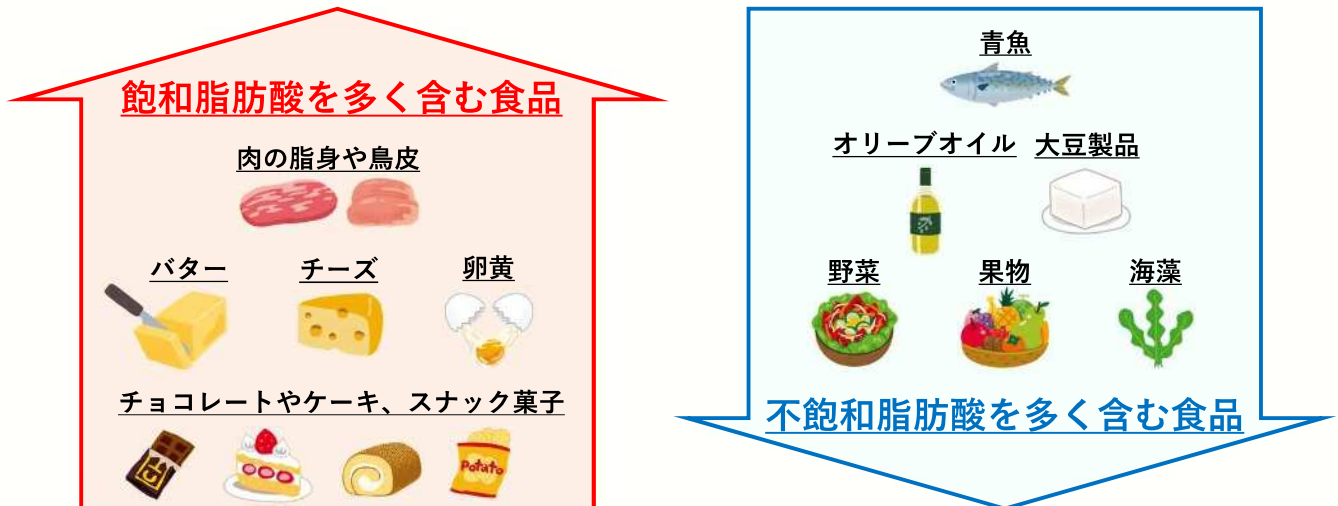 飽和脂肪酸を多く含む食品
肉の脂身や鳥皮
バター
チーズ
卵黄
チョコレートやケーキ、スナック菓子
Potato
青魚
オリーブオイル
大豆製品
野菜
果物
海藻
不飽和脂肪酸を多く含む食品